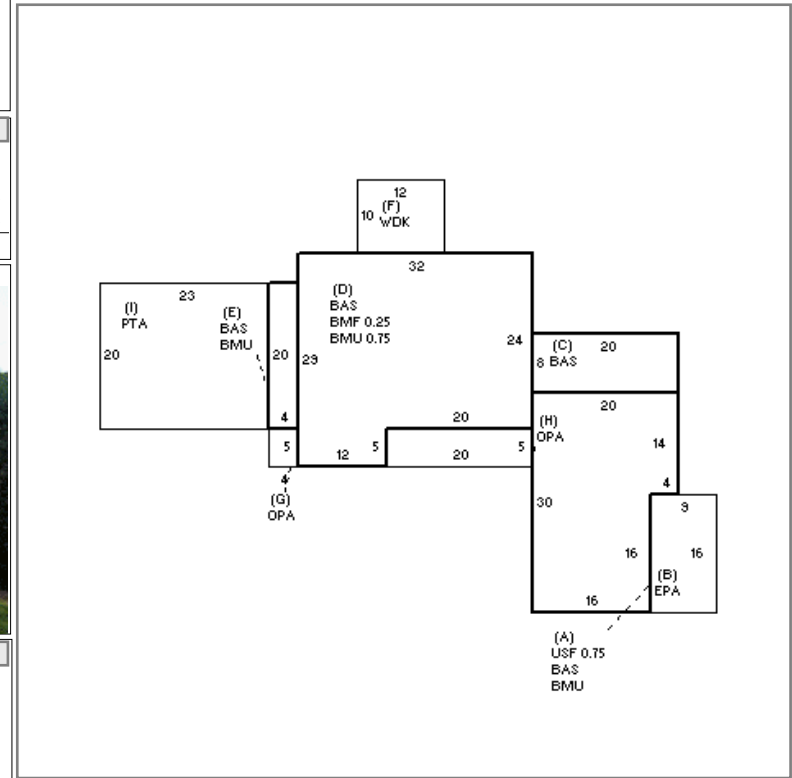 12
10
(F)
WDK
32
23
(I)
PTA
20
(E)
BAS
BMU
20
4
(D)
BAS
BMF 0.25
BMU 0.75
29
24
20
8
(C)
BAS
20
20
14
4
(H)
OPA
5
12
5
20
5
4
(G)
OPA
30
9
16
16
(B)
EPA
16
(A)
USF 0.75
BAS
BMU